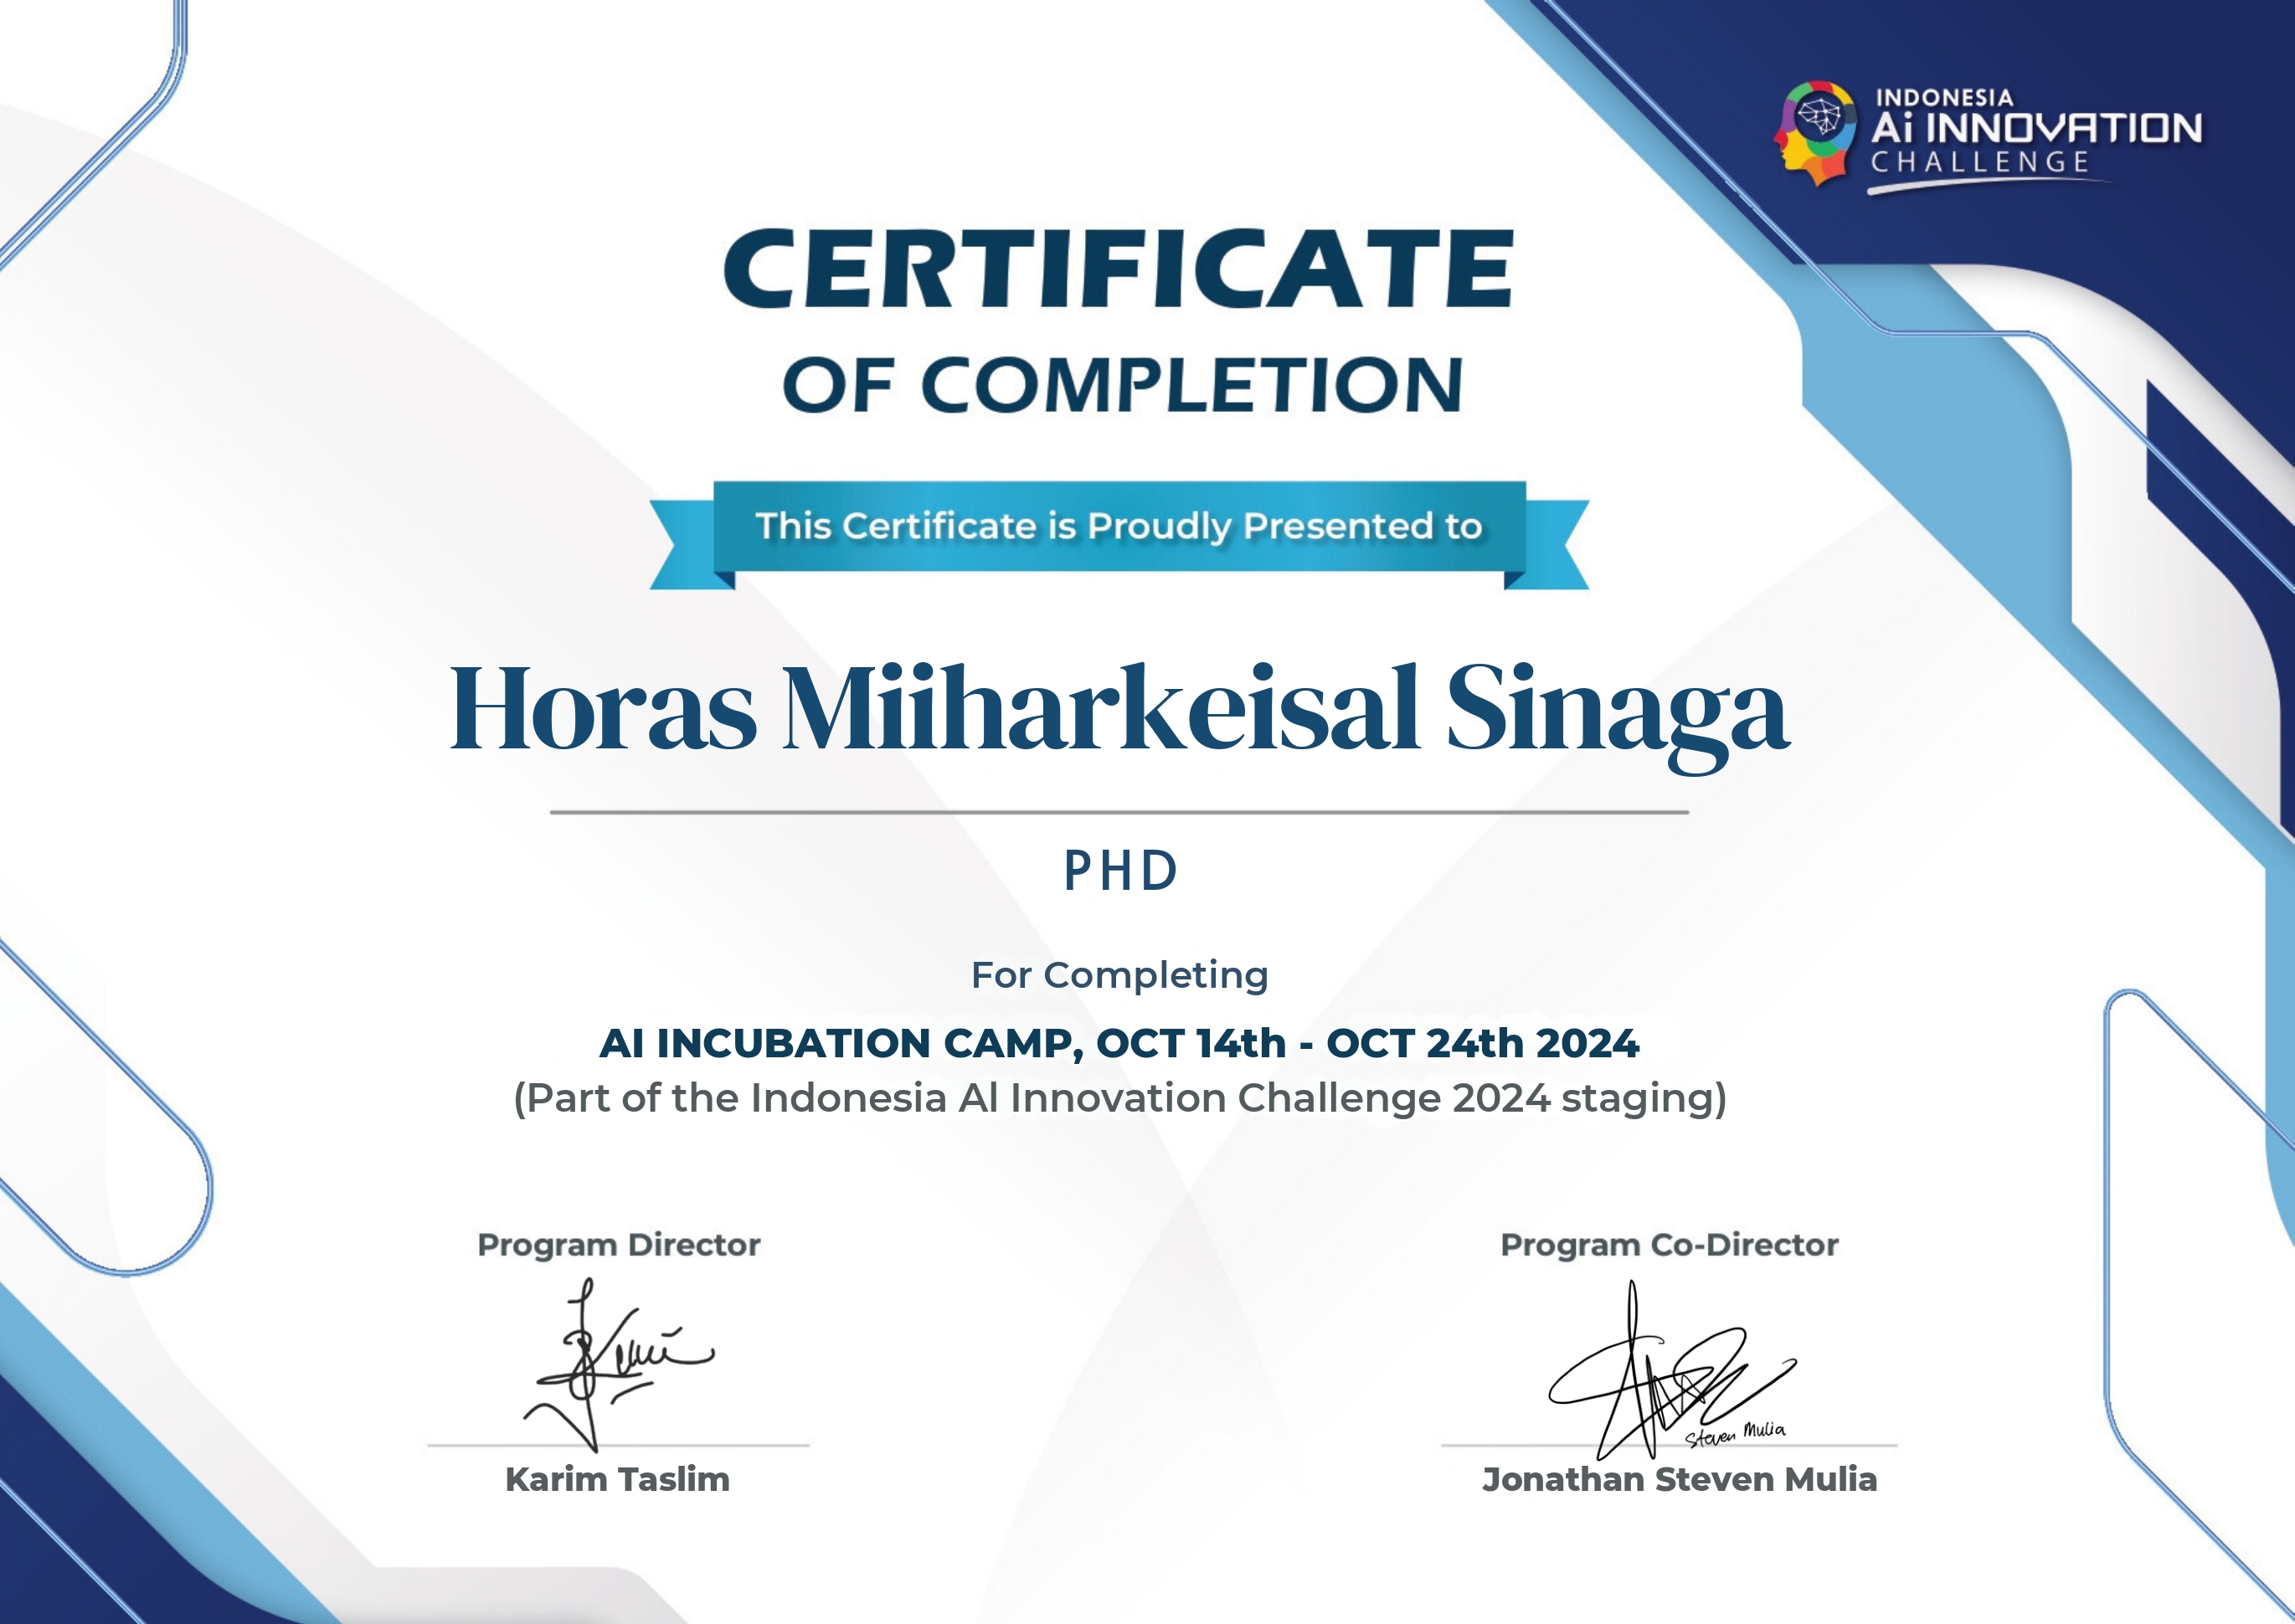 INDONESIA
Ai INNOVATION
CHALLENGE
CERTIFICATE
OF COMPLETION
This Certificate is Proudly Presented to
Horas Miiharkeisal Sinaga
PHD
For Completing
AI INCUBATION CAMP, OCT 14th - OCT 24th 2024
(Part of the Indonesia Al Innovation Challenge 2024 staging)
Program Director
Program Co-Director
Steven Mulia
Karim Taslim
Jonathan Steven Mulia